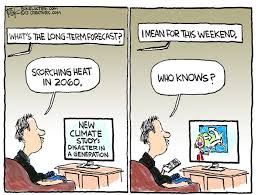 WHAT'S THE LONG-TERM FORECAST?
SCORCHING HEAT
IN 2060.
NEW
CLIMATE
STUDY:
DISASTER IN
A GENERATION
I MEAN FOR THIS WEEKEND.
WHO KNOWS?